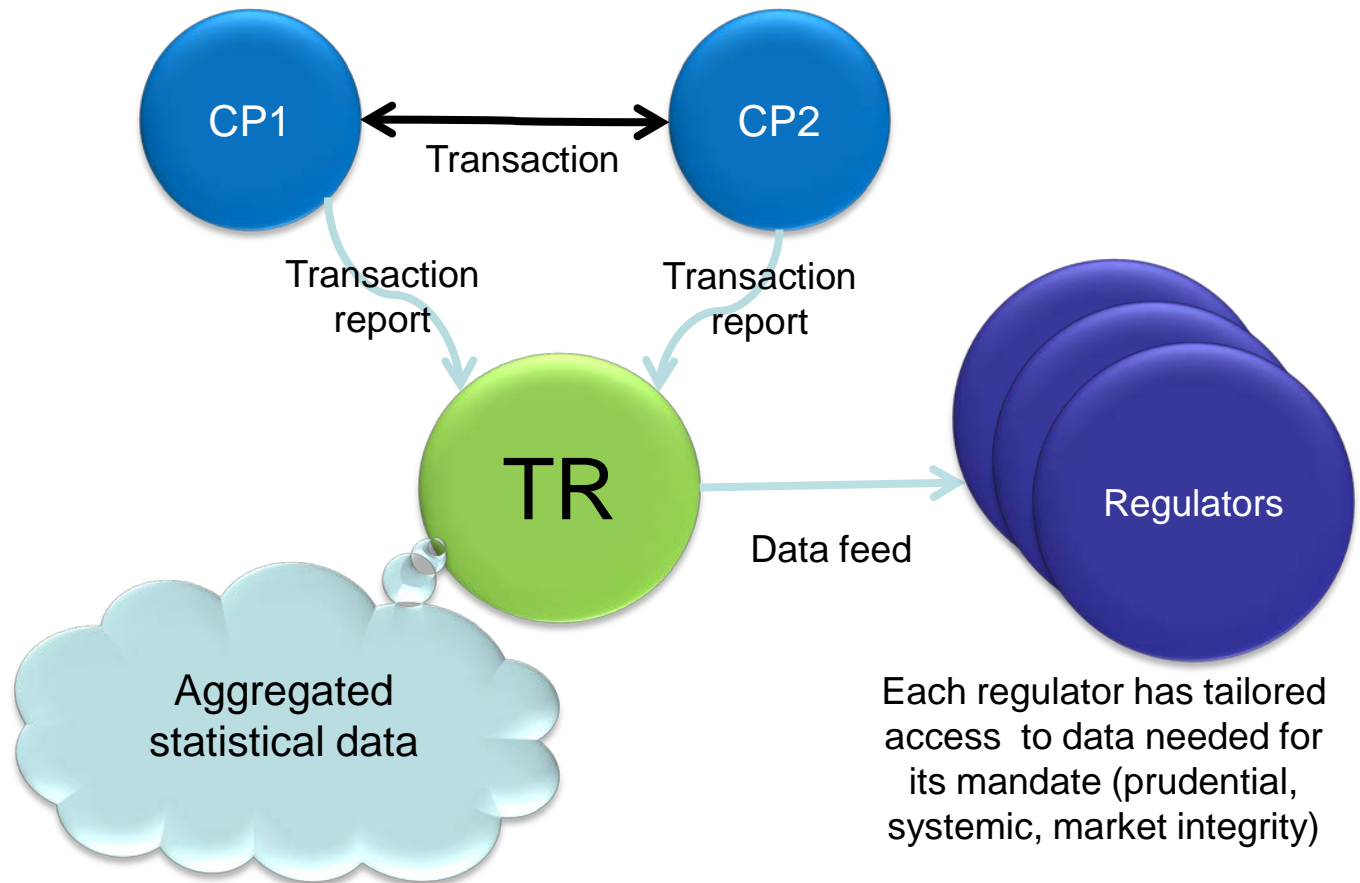 CP1
CP2
Transaction
Transaction
report
Transaction
report
TR
Regulators
Data feed
Aggregated
statistical data
Each regulator has tailored
access  to data needed for
its mandate (prudential,
systemic, market integrity)